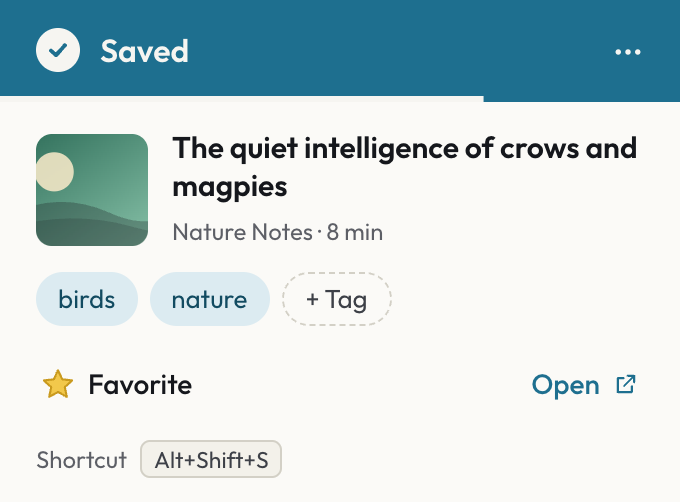 Saved
The quiet intelligence of crows and
magpies
Nature Notes · 8 min
birds nature + Tag
Favorite Open
Shortcut Alt+Shift+S